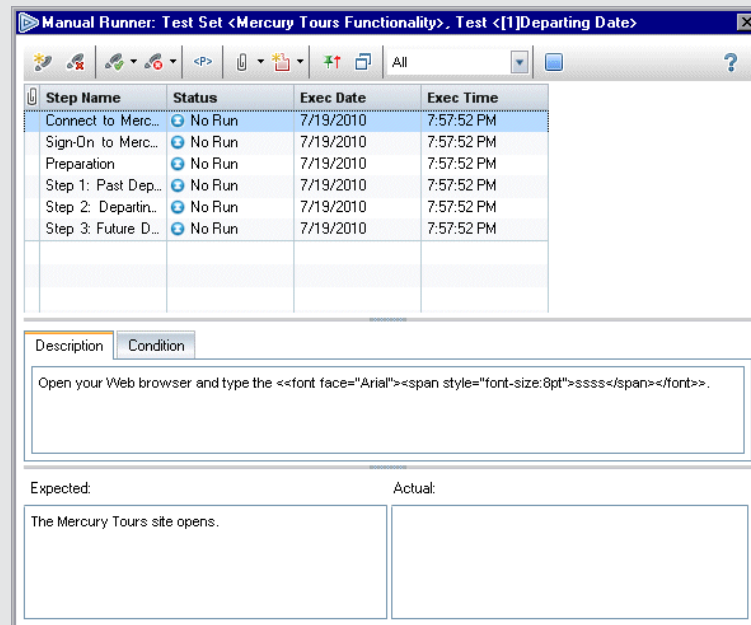 Manual Runner: Test Set <Mercury Tours Functionality>, Test <[1]Departing Date>
<P> All ?
Step Name Status Exec Date Exec Time
Connect to Merc... No Run 7/19/2010 7:57:52 PM
Sign-On to Merc... No Run 7/19/2010 7:57:52 PM
Preparation No Run 7/19/2010 7:57:52 PM
Step 1: Past Dep... No Run 7/19/2010 7:57:52 PM
Step 2: Departin... No Run 7/19/2010 7:57:52 PM
Step 3: Future D... No Run 7/19/2010 7:57:52 PM
Description Condition
Open your Web browser and type the <<font face="Arial"><span style="font-size:8pt">ssss</span></font>>.
Expected: Actual:
The Mercury Tours site opens.